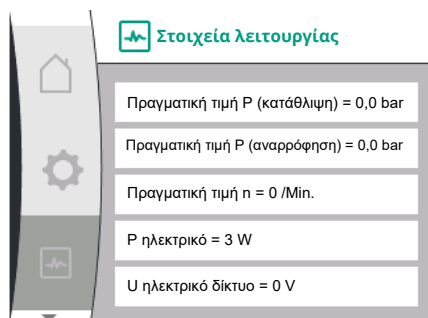 Στοιχεία λειτουργίας
Πραγματική τιμή P (κατάθλιψη) = 0,0 bar
Πραγματική τιμή P (αναρρόφηση) = 0,0 bar
Πραγματική τιμή n = 0 /Min.
P ηλεκτρικό = 3 W
U ηλεκτρικό δίκτυο = 0 V